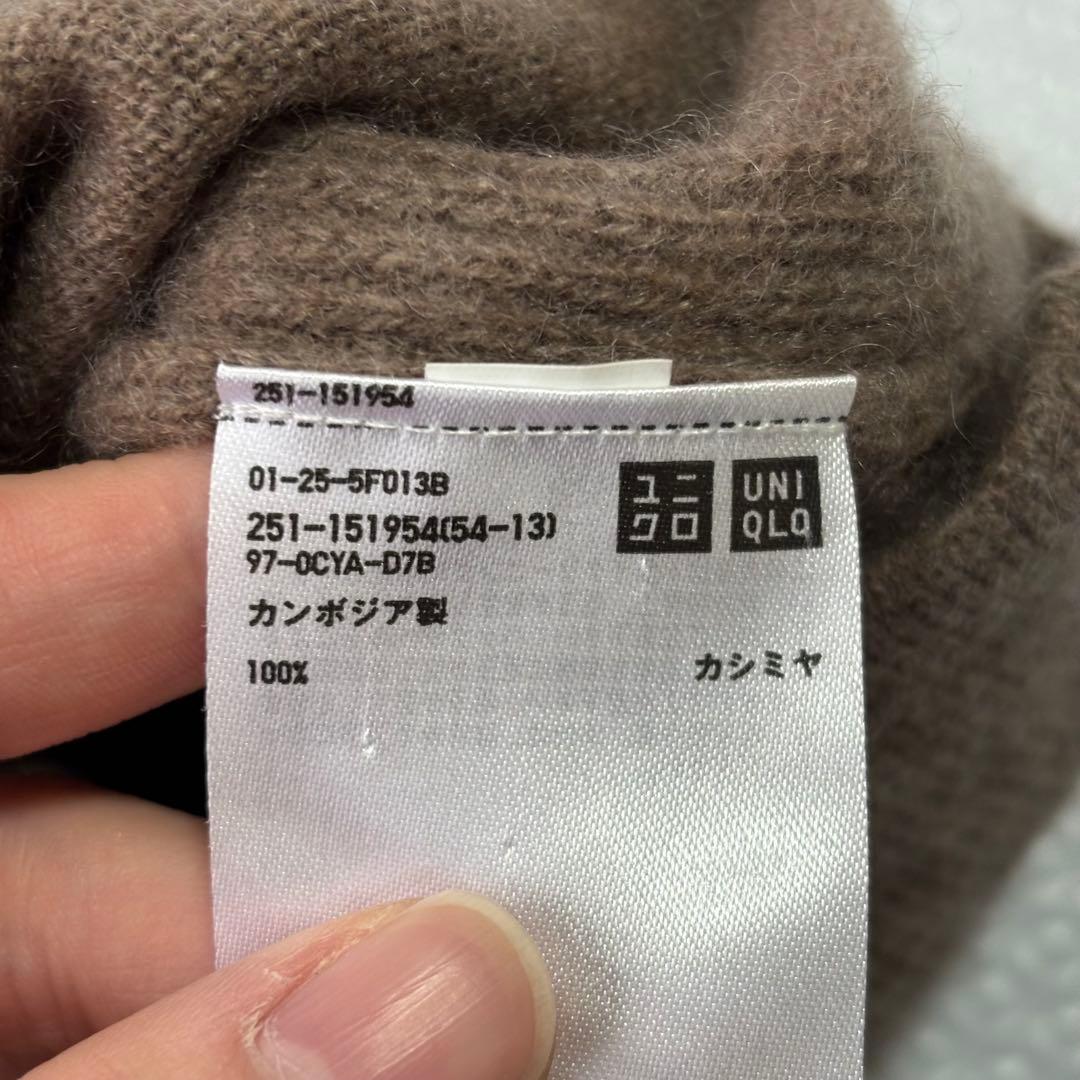 251-151954
01-25-5F013B
251-151954(54-13)
97-0CYA-D7B
ユニ
クロ
UNI
QLO
カンボジア製
100% カシミヤ